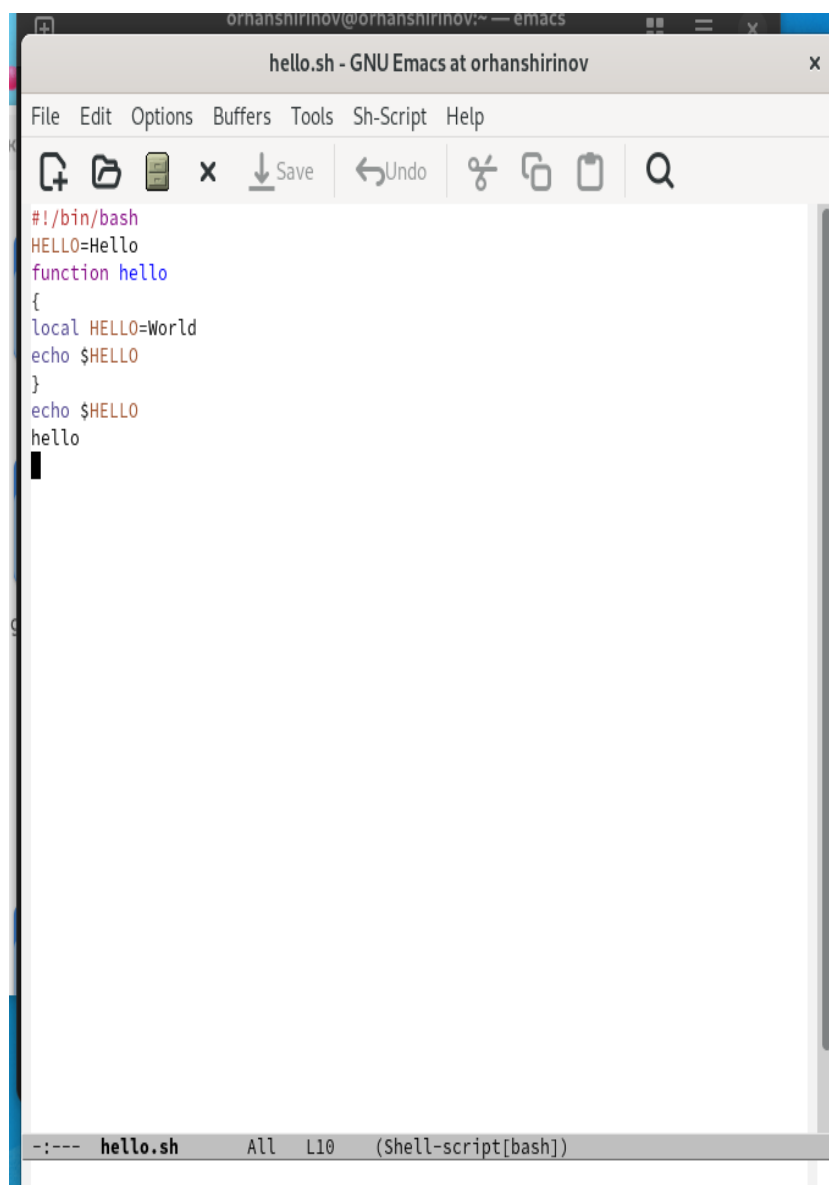 orhanshirinov@orhanshirinov:~ — emacs
hello.sh - GNU Emacs at orhanshirinov
File Edit Options Buffers Tools Sh-Script Help
Save Undo
#!/bin/bash
HELLO=Hello
function hello
{
local HELLO=World
echo $HELLO
}
echo $HELLO
hello
-:--- hello.sh All L10 (Shell-script[bash])